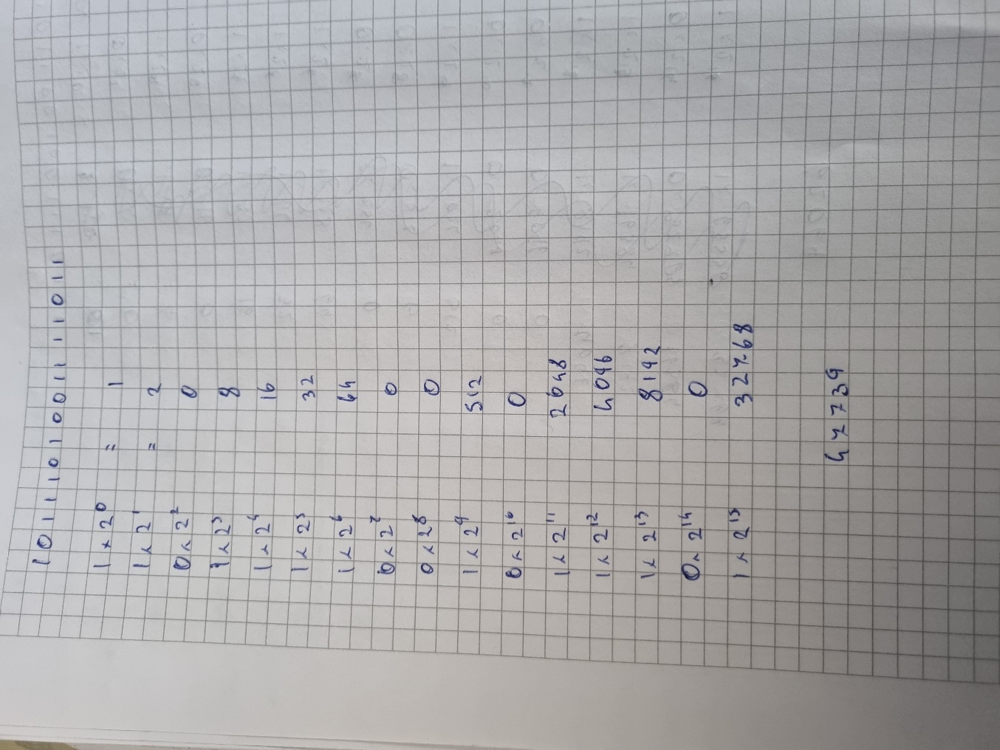 1011101001111011
1 x 2⁰ = 1
1 x 2¹ = 2
0 x 2² 0
1 x 2³ 8
1 x 2⁴ 16
1 x 2⁵ 32
1 x 2⁶ 64
0 x 2⁷ 0
0 x 2⁸ 0
1 x 2⁹ 512
0 x 2¹⁰ 0
1 x 2¹¹ 2048
1 x 2¹² 4096
1 x 2¹³ 8192
0 x 2¹⁴ 0
1 x 2¹⁵ 32768
47739